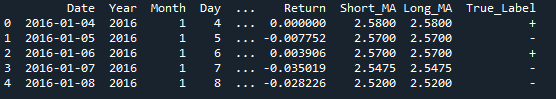 Date Year Month Day ... Return Short_MA Long_MA True_Label
0 2016-01-04 2016 1 4 ... 0.000000 2.5800 2.5800 +
1 2016-01-05 2016 1 5 ... -0.007752 2.5700 2.5700 -
2 2016-01-06 2016 1 6 ... 0.003906 2.5700 2.5700 +
3 2016-01-07 2016 1 7 ... -0.035019 2.5475 2.5475 -
4 2016-01-08 2016 1 8 ... -0.028226 2.5200 2.5200 -